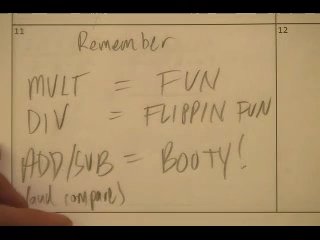 11
12
Remember
MULT = FUN
DIV = FLIPPIN FUN
ADD/SUB = BOOTY!
(and compare)